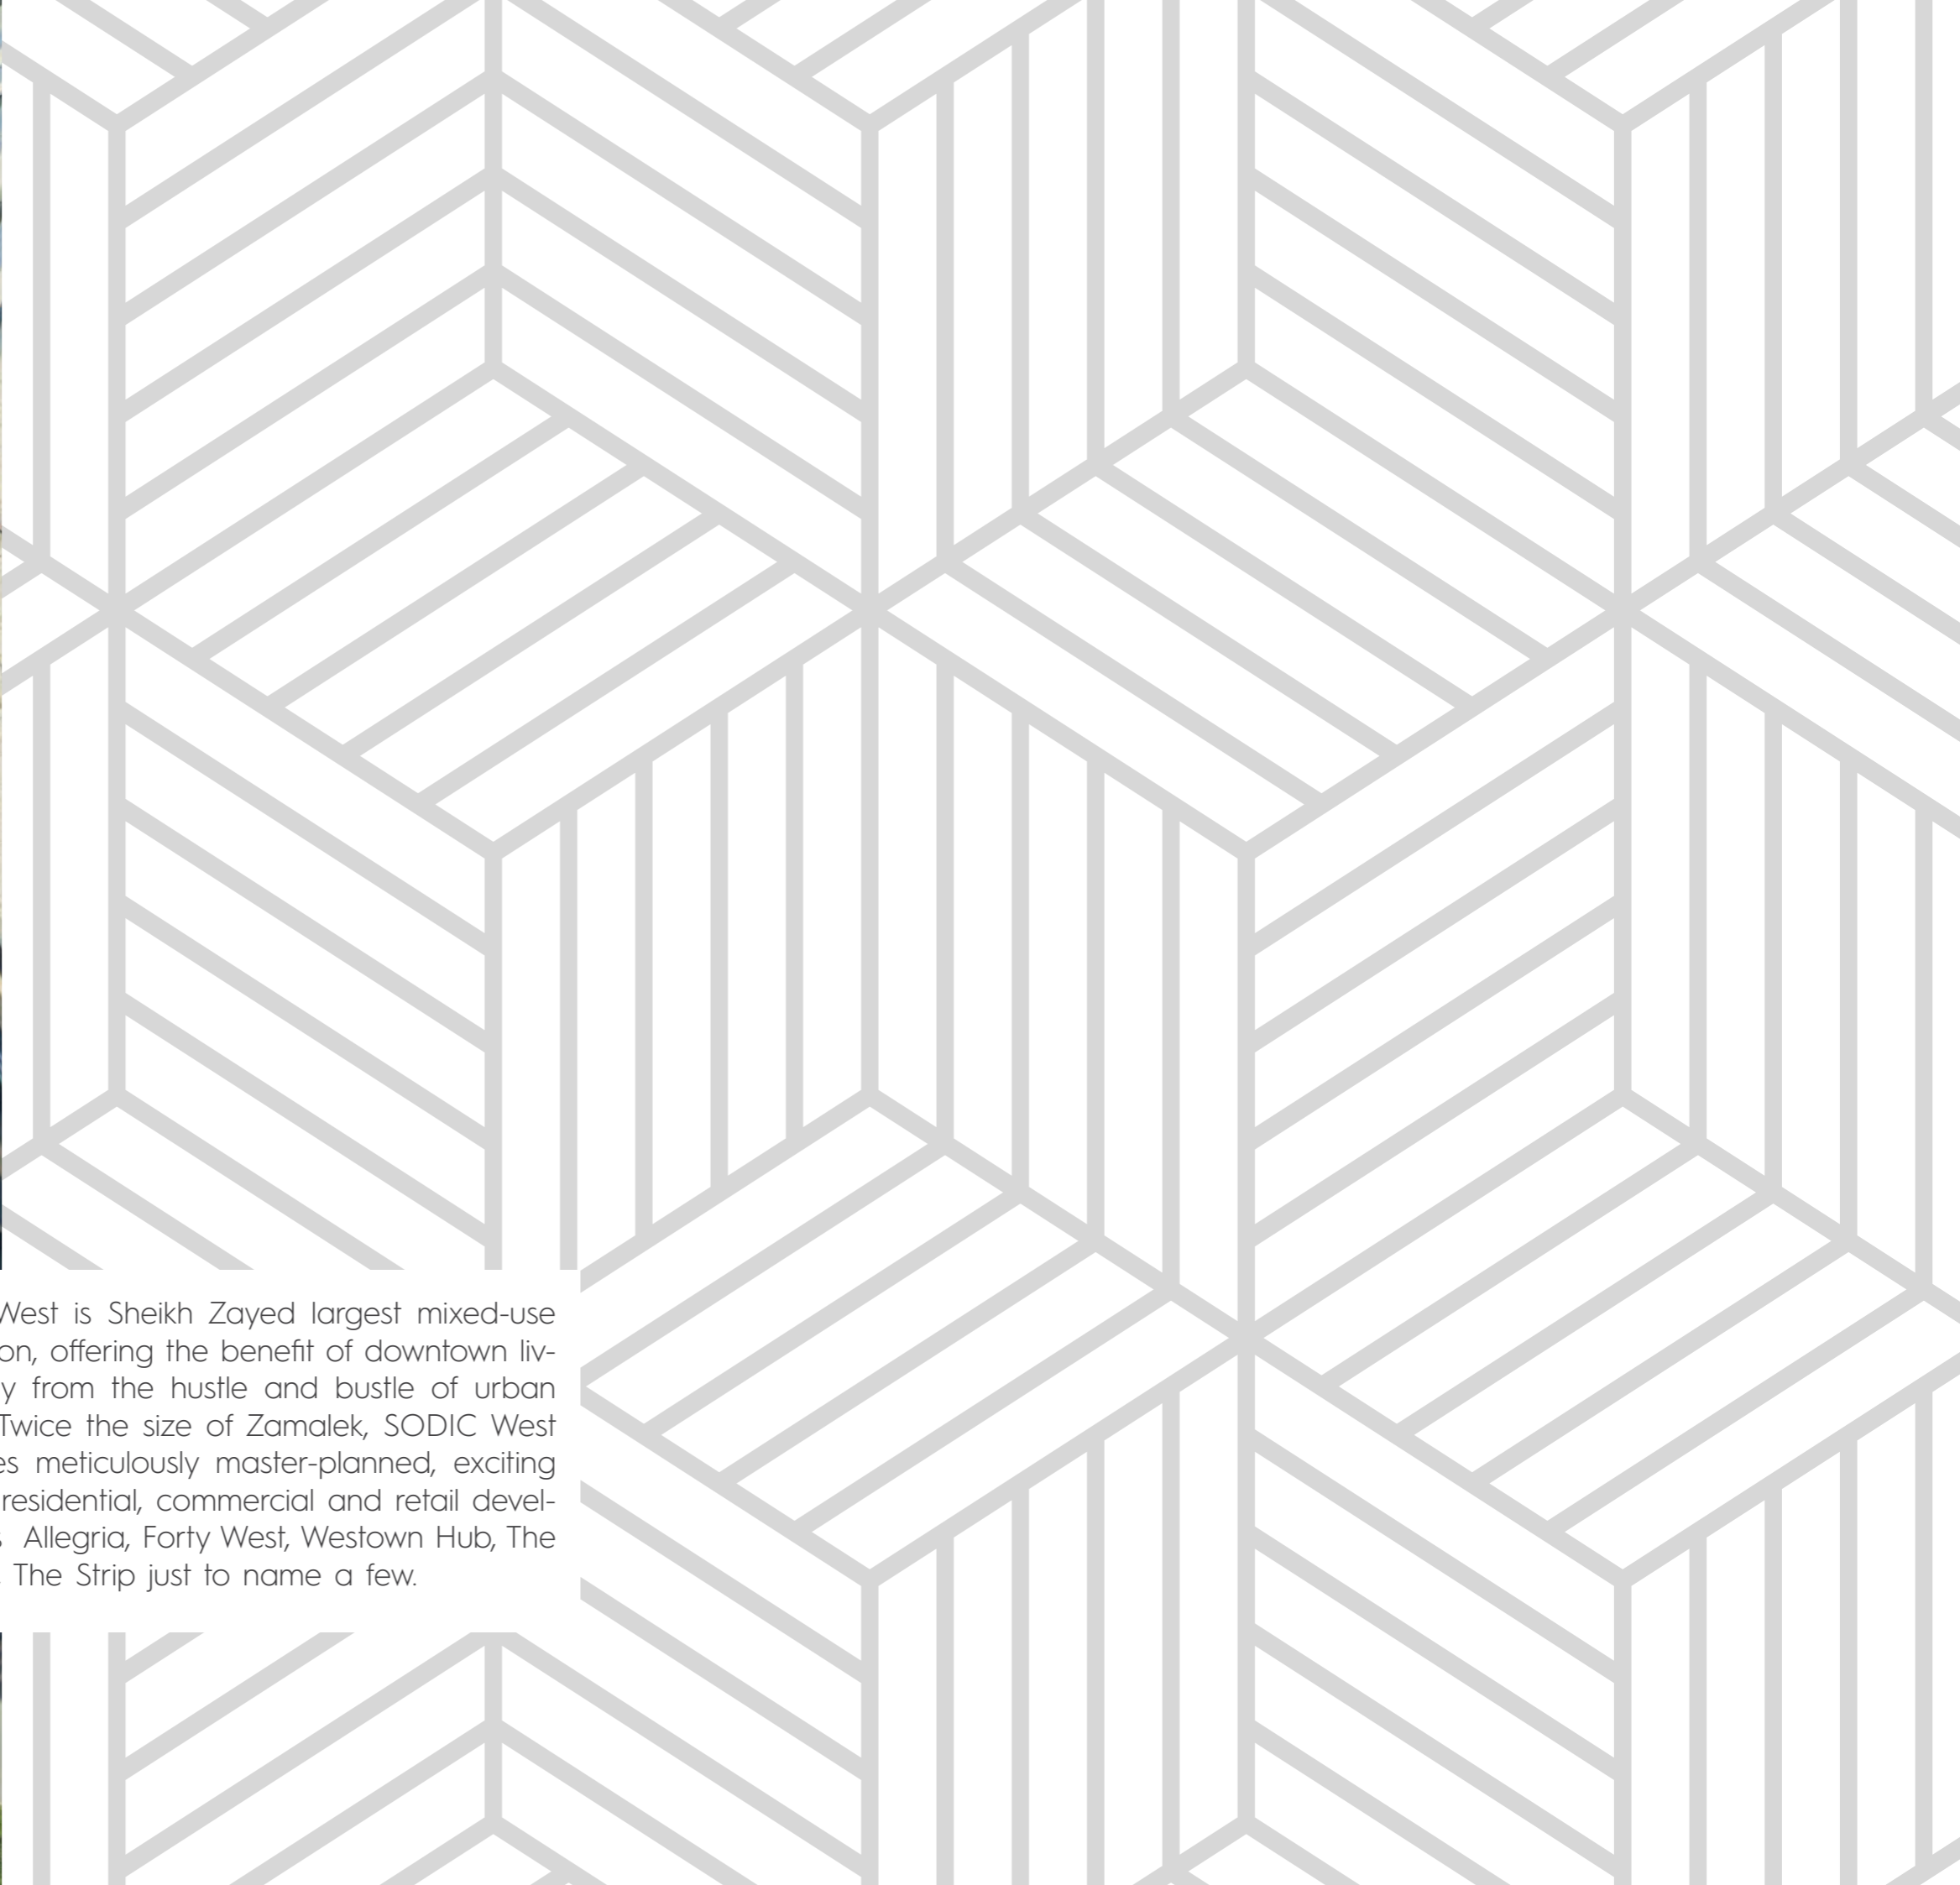 West is Sheikh Zayed largest mixed-use
on, offering the benefit of downtown liv-
y from the hustle and bustle of urban
Twice the size of Zamalek, SODIC West
es meticulously master-planned, exciting
residential, commercial and retail devel-
s Allegria, Forty West, Westown Hub, The
The Strip just to name a few.